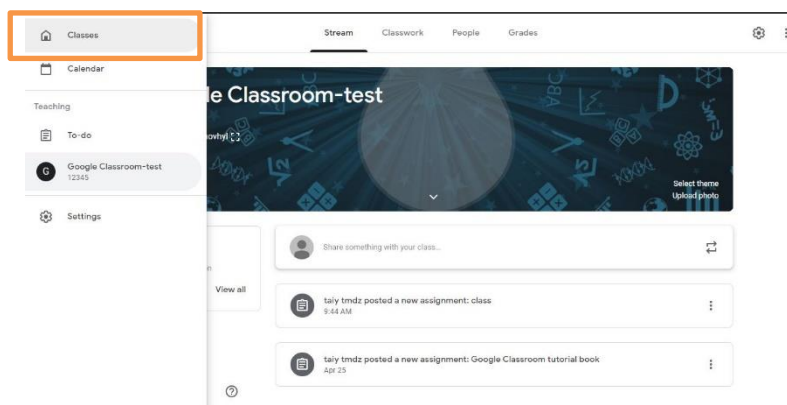 Classes
Calendar
Teaching
To-do
G
Google Classroom-test
12345
Settings
Stream
Classwork
People
Grades
le Classroom-test
ovhyl
Select theme
Upload photo
Share something with your class...
View all
taiy tmdz posted a new assignment: class
9:44 AM
taiy tmdz posted a new assignment: Google Classroom tutorial book
Apr 25